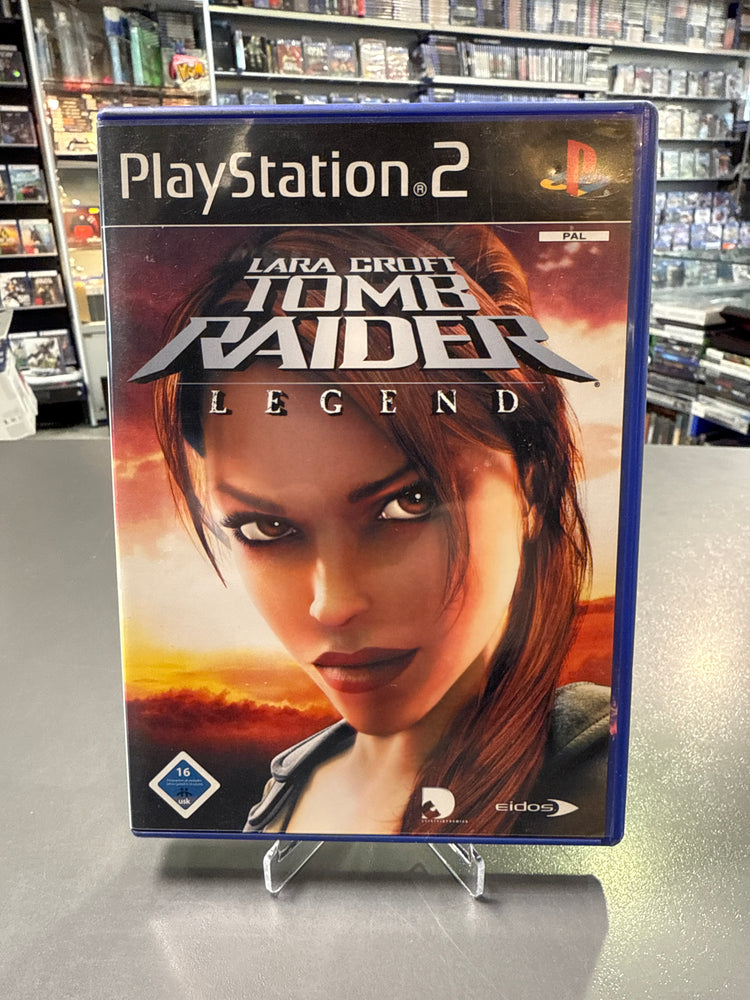 PlayStation®2
PAL
LARA CROFT
TOMB
RAIDER®
LEGEND
16
usk
eidos